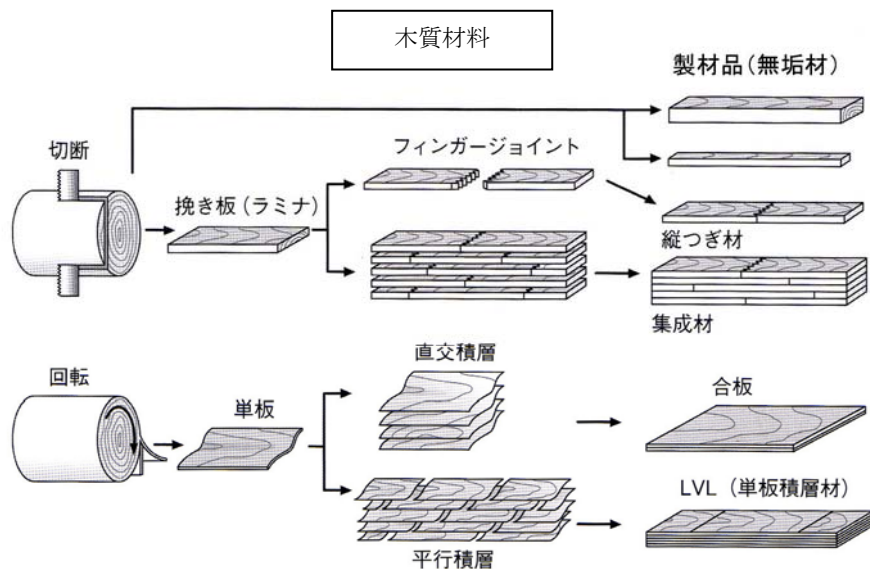 木質材料
製材品(無垢材)
切断
フィンガージョイント
挽き板(ラミナ)
縦つぎ材
集成材
直交積層
回転
単板
合板
LVL(単板積層材)
平行積層